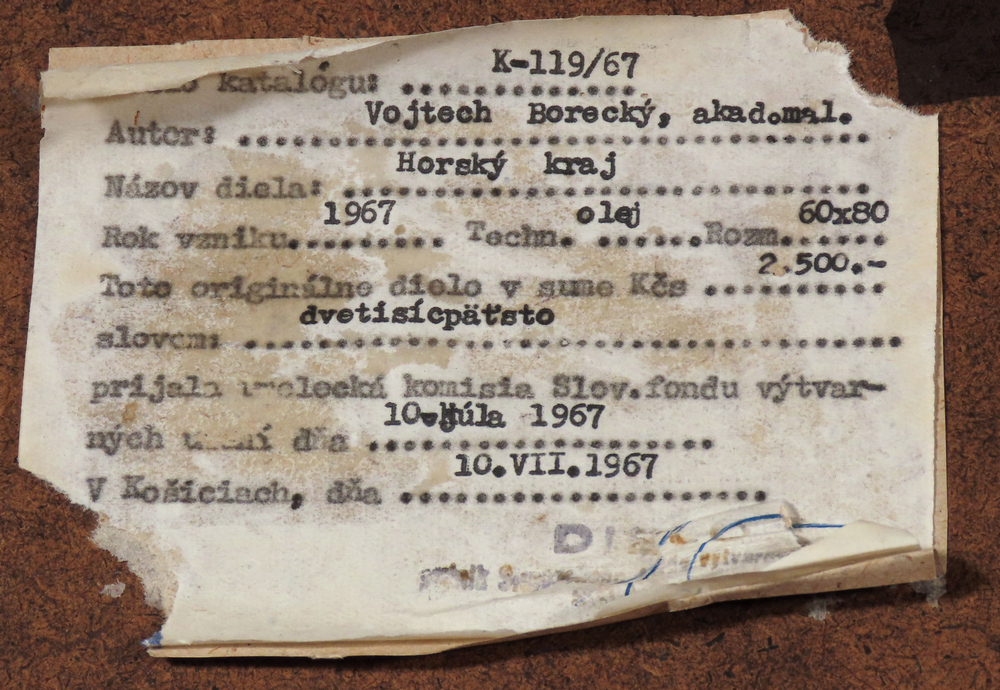 katalógu: ............. K-119/67
Autor: ........ Vojtech Borecký, akad.mal.
Názov diela: ........ Horský kraj
Rok vzniku......... 1967 Techn. ....... olej Rozm....... 60x80
Toto originálne dielo v sume Kčs .......... 2.500.-
slovom: ........ dvetisícpäťsto
prijala komisia Slov.fondu výtvar-
ných dňa ........ 10. júla 1967
V Košiciach, dňa ........ 10.VII.1967